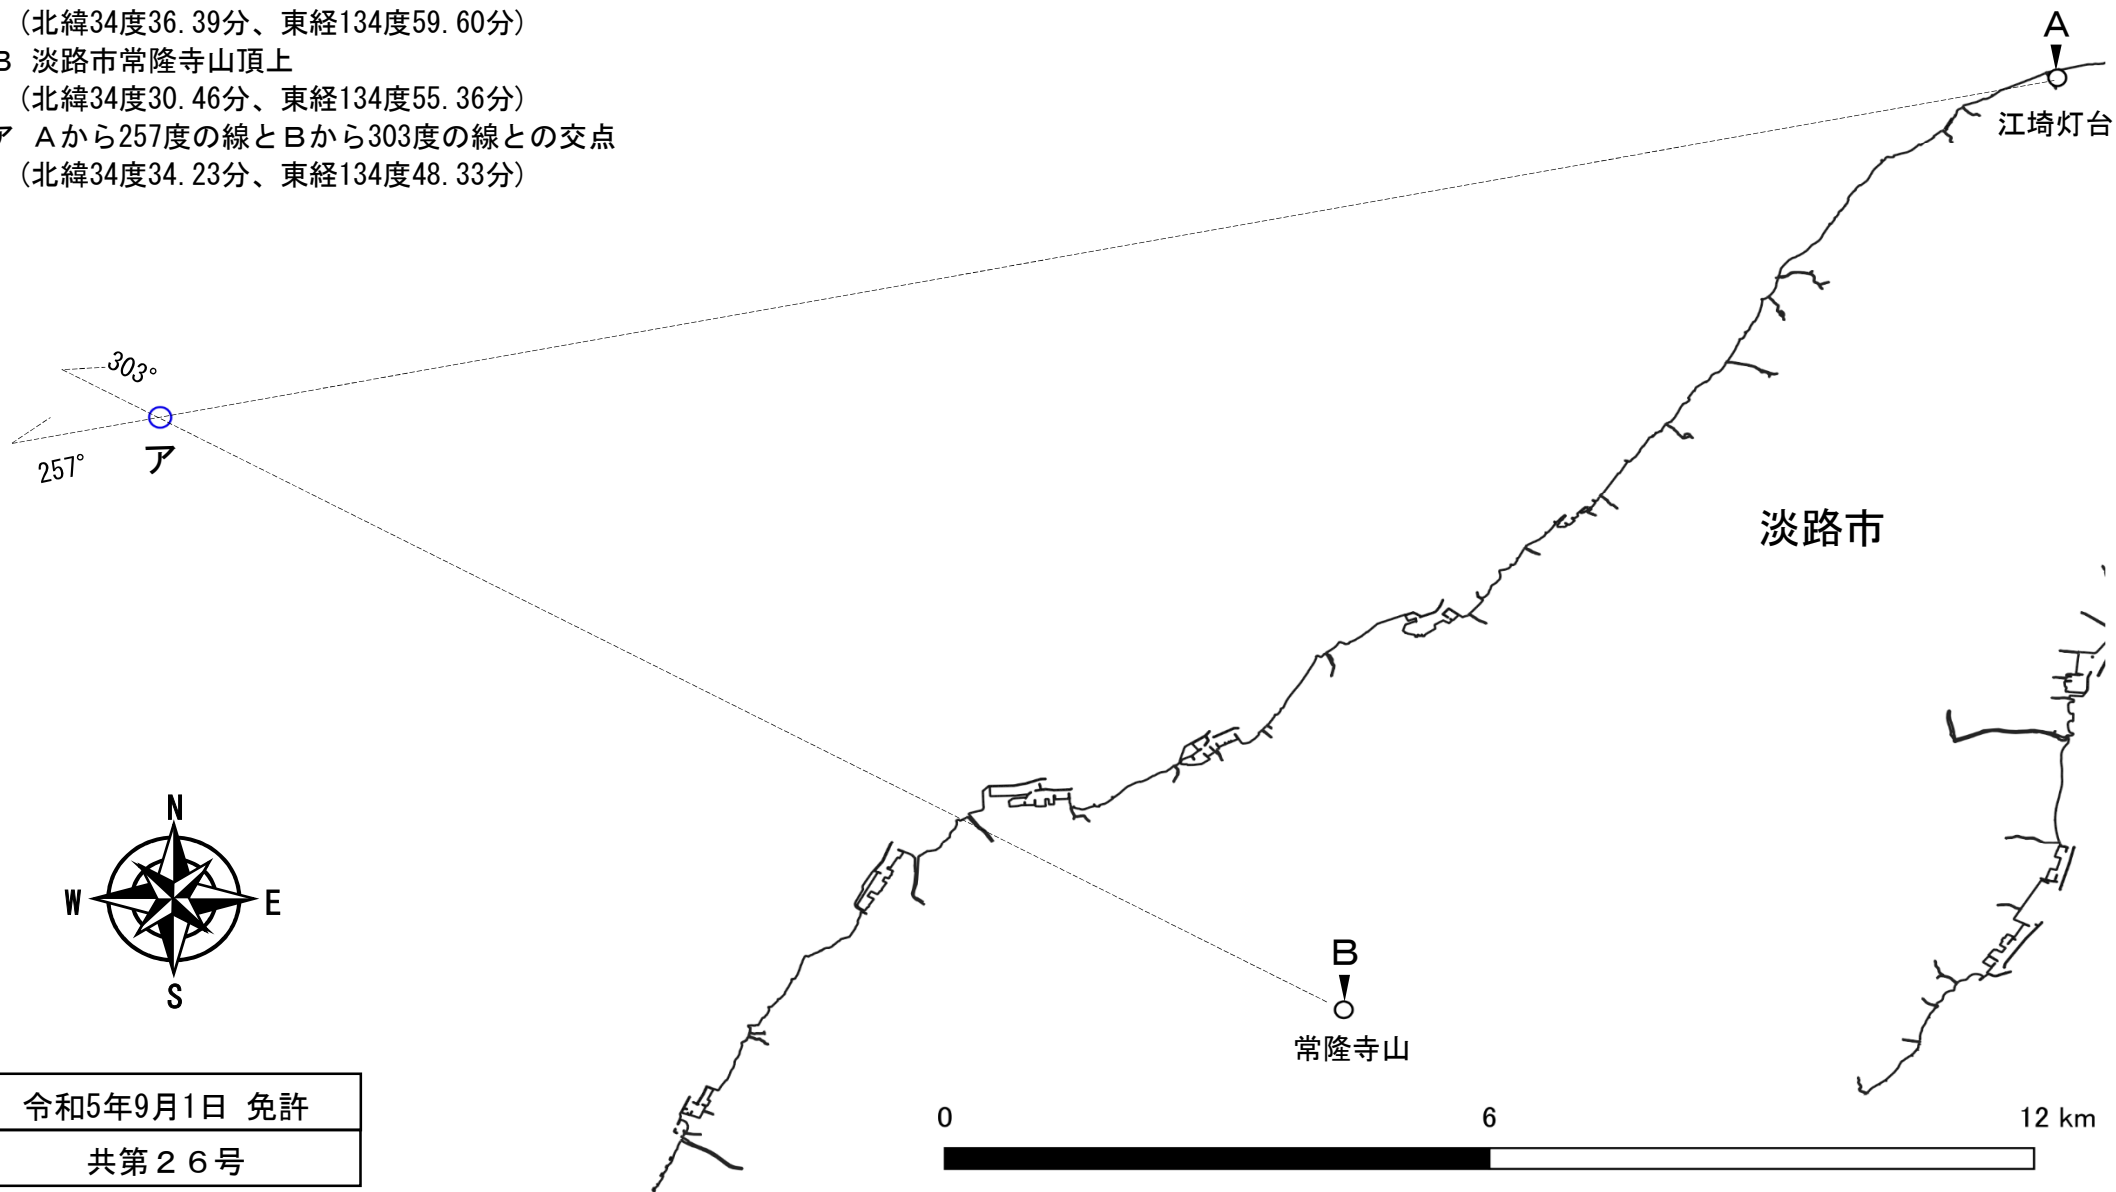 (北緯34度36.39分、東経134度59.60分)
B 淡路市常隆寺山頂上
(北緯34度30.46分、東経134度55.36分)
ア Aから257度の線とBから303度の線との交点
(北緯34度34.23分、東経134度48.33分)
A
江埼灯台
303°
257°
ア
淡路市
N
W
E
S
B
常隆寺山
令和5年9月1日 免許
共第26号
0
6
12 km